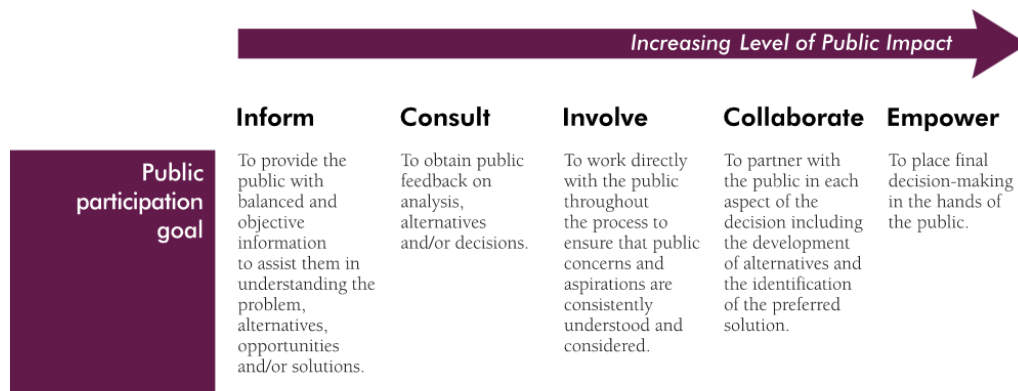 Increasing Level of Public Impact
Inform
Consult
Involve
Collaborate
Empower
Public
participation
goal
To provide the
public with
balanced and
objective
information
to assist them in
understanding the
problem,
alternatives,
opportunities
and/or solutions.
To obtain public
feedback on
analysis,
alternatives
and/or decisions.
To work directly
with the public
throughout
the process to
ensure that public
concerns and
aspirations are
consistently
understood and
considered.
To partner with
the public in each
aspect of the
decision including
the development
of alternatives and
the identification
of the preferred
solution.
To place final
decision-making
in the hands of
the public.